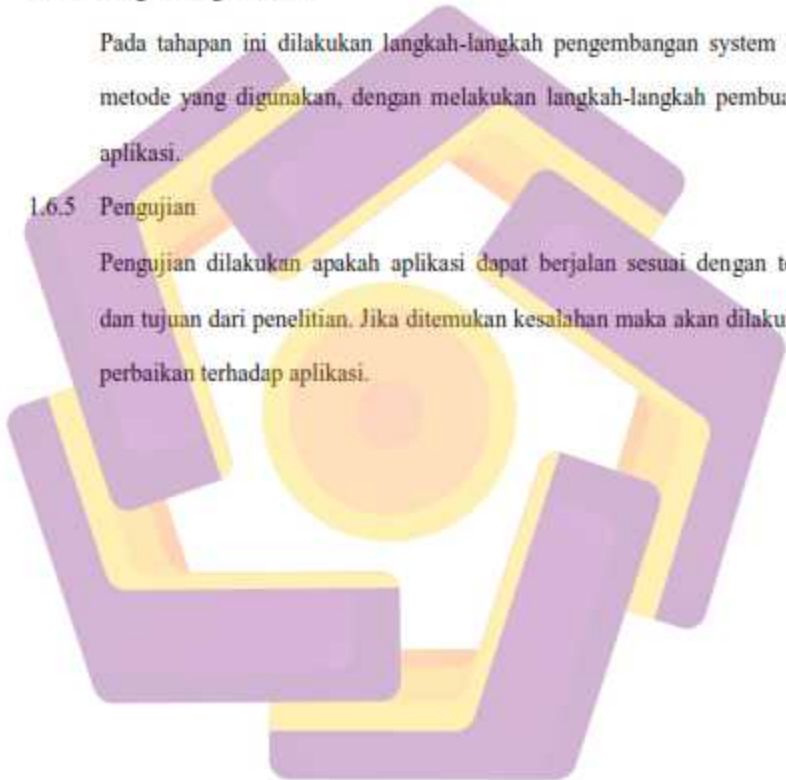 Pada tahapan ini dilakukan langkah-langkah pengembangan system
metode yang digunakan, dengan melakukan langkah-langkah pembua
aplikasi.
1.6.5 Pengujian
Pengujian dilakukan apakah aplikasi dapat berjalan sesuai dengan t
dan tujuan dari penelitian. Jika ditemukan kesalahan maka akan dilaku
perbaikan terhadap aplikasi.